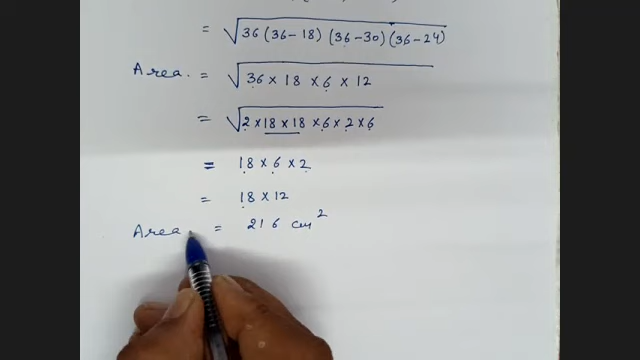 = √36 (36-18) (36-30) (36-24)
Area. = √36 × 18 × 6 × 12
= √2 × 18 × 18 × 6 × 2 × 6
= 18 × 6 × 2
= 18 × 12
Area = 216 cm²